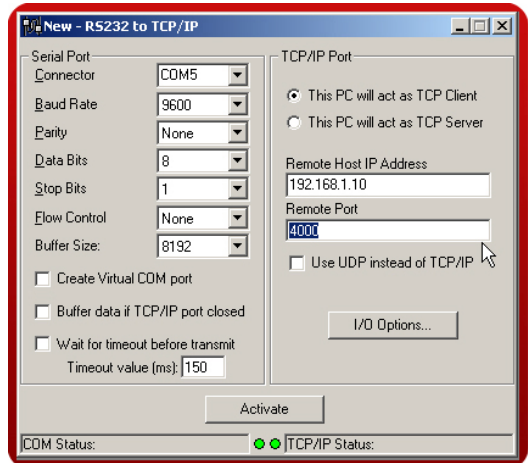 New - RS232 to TCP/IP
Serial Port
Connector COM5
Baud Rate 9600
Parity None
Data Bits 8
Stop Bits 1
Flow Control None
Buffer Size: 8192
Create Virtual COM port
Buffer data if TCP/IP port closed
Wait for timeout before transmit
Timeout value (ms): 150
TCP/IP Port
This PC will act as TCP Client
This PC will act as TCP Server
Remote Host IP Address
192.168.1.10
Remote Port
4000
Use UDP instead of TCP/IP
I/O Options...
Activate
COM Status:
TCP/IP Status: